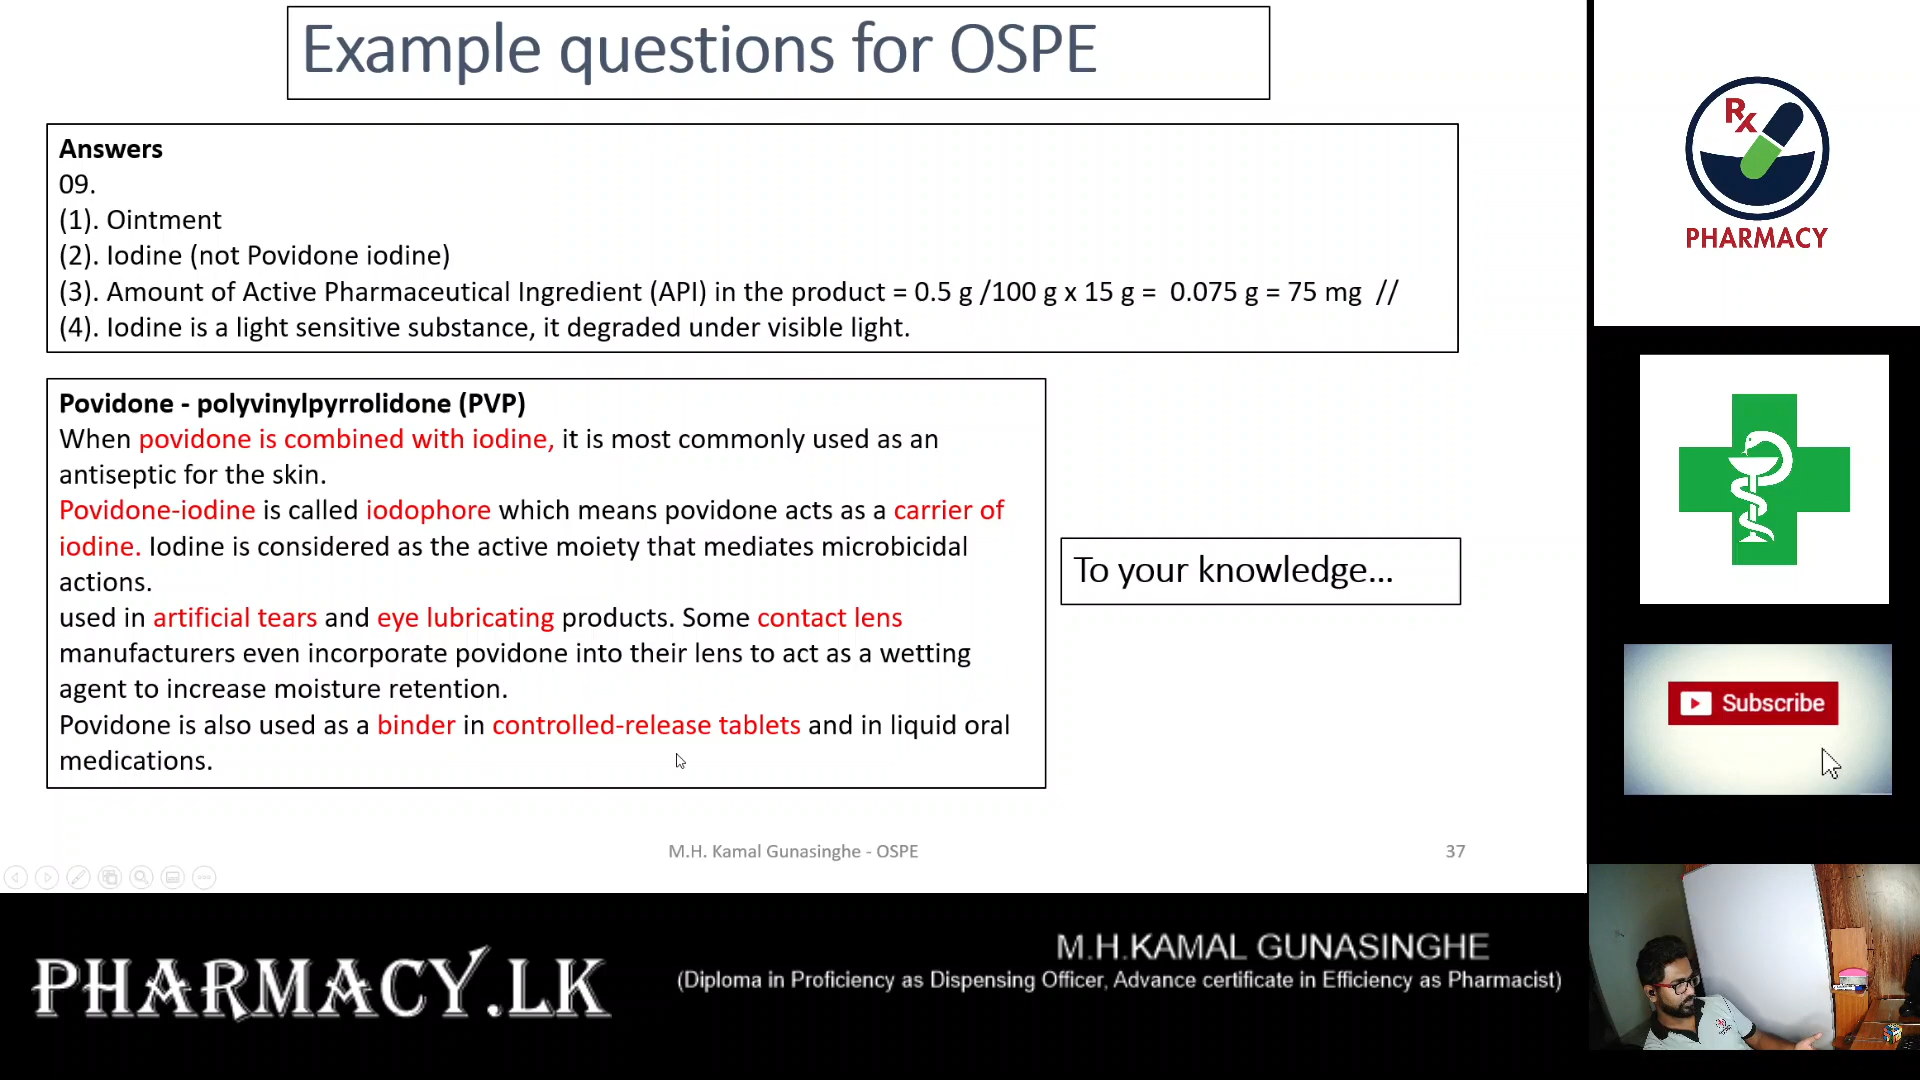 Example questions for OSPE
Answers
09.
(1). Ointment
(2). Iodine (not Povidone iodine)
(3). Amount of Active Pharmaceutical Ingredient (API) in the product = 0.5 g /100 g x 15 g =  0.075 g = 75 mg  //
(4). Iodine is a light sensitive substance, it degraded under visible light.
Povidone - polyvinylpyrrolidone (PVP)
When povidone is combined with iodine, it is most commonly used as an
antiseptic for the skin.
Povidone-iodine is called iodophore which means povidone acts as a carrier of
iodine. Iodine is considered as the active moiety that mediates microbicidal
actions.
used in artificial tears and eye lubricating products. Some contact lens
manufacturers even incorporate povidone into their lens to act as a wetting
agent to increase moisture retention.
Povidone is also used as a binder in controlled-release tablets and in liquid oral
medications.
To your knowledge...
M.H. Kamal Gunasinghe - OSPE
37
Rx
PHARMACY
Subscribe
PHARMACY.LK
M.H.KAMAL GUNASINGHE
(Diploma in Proficiency as Dispensing Officer, Advance certificate in Efficiency as Pharmacist)